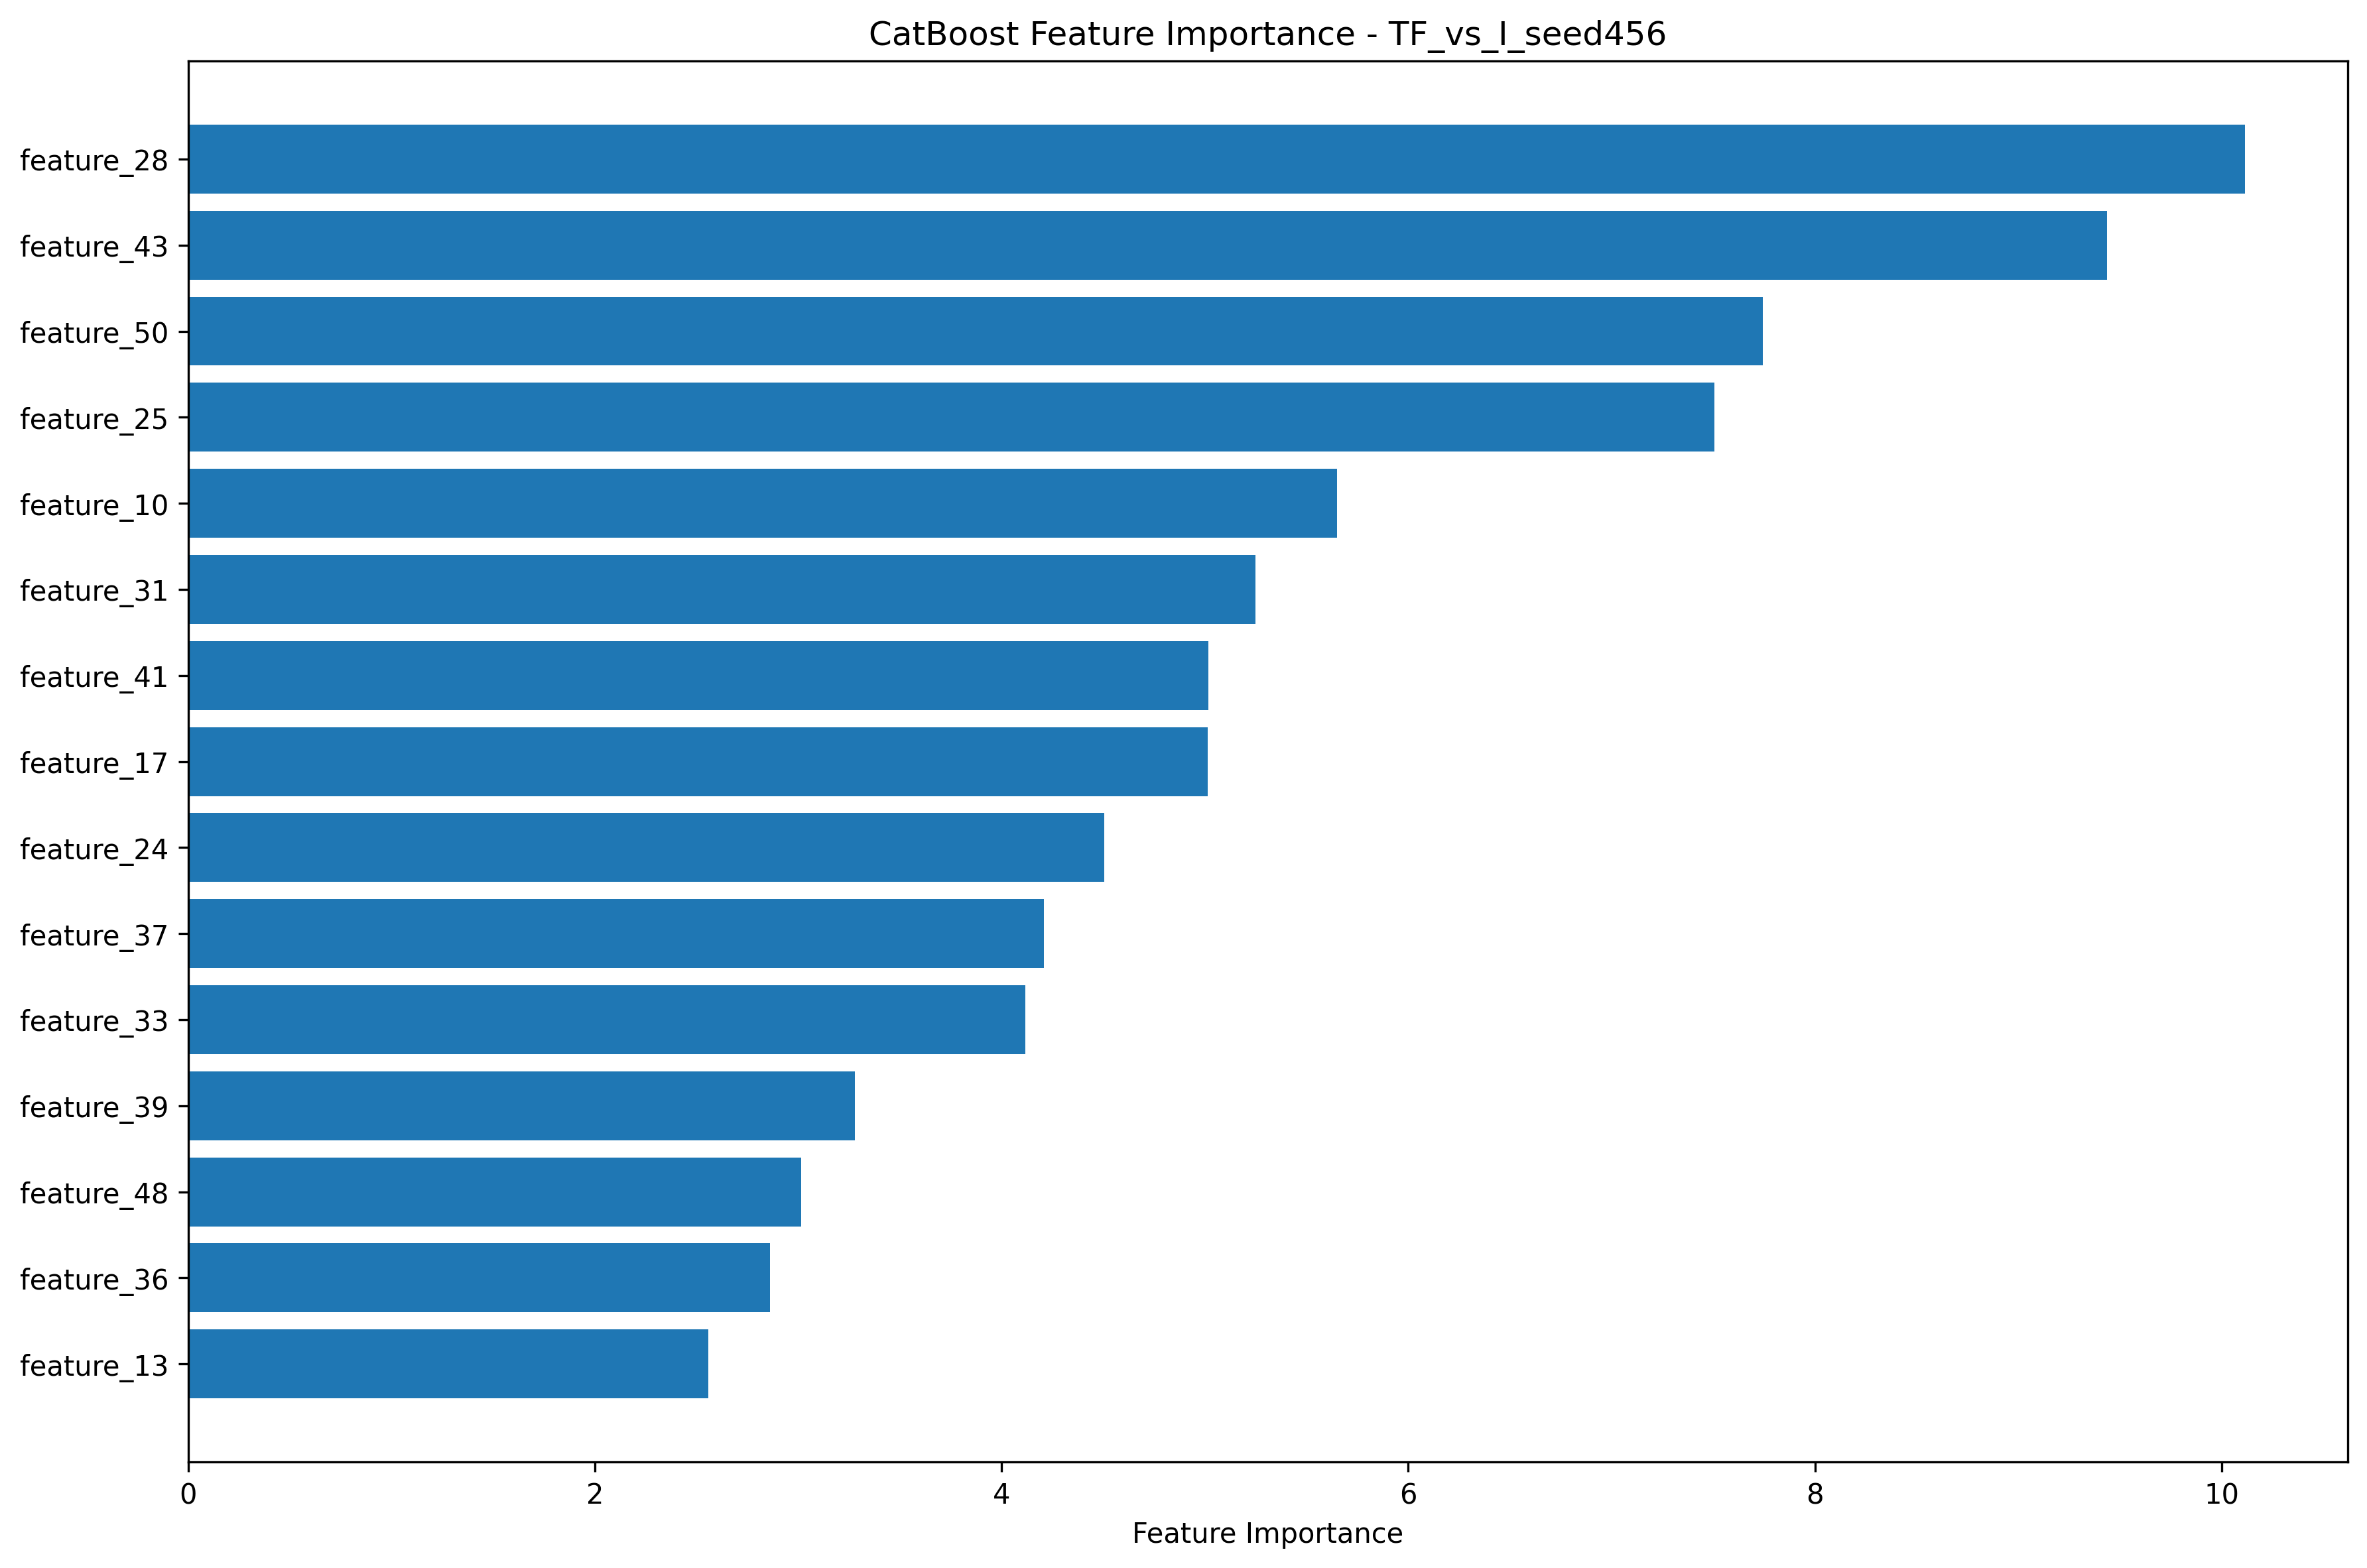 CatBoost Feature Importance - TF_vs_I_seed456
feature_28
feature_43
feature_50
feature_25
feature_10
feature_31
feature_41
feature_17
feature_24
feature_37
feature_33
feature_39
feature_48
feature_36
feature_13
0 2 4 6 8 10
Feature Importance